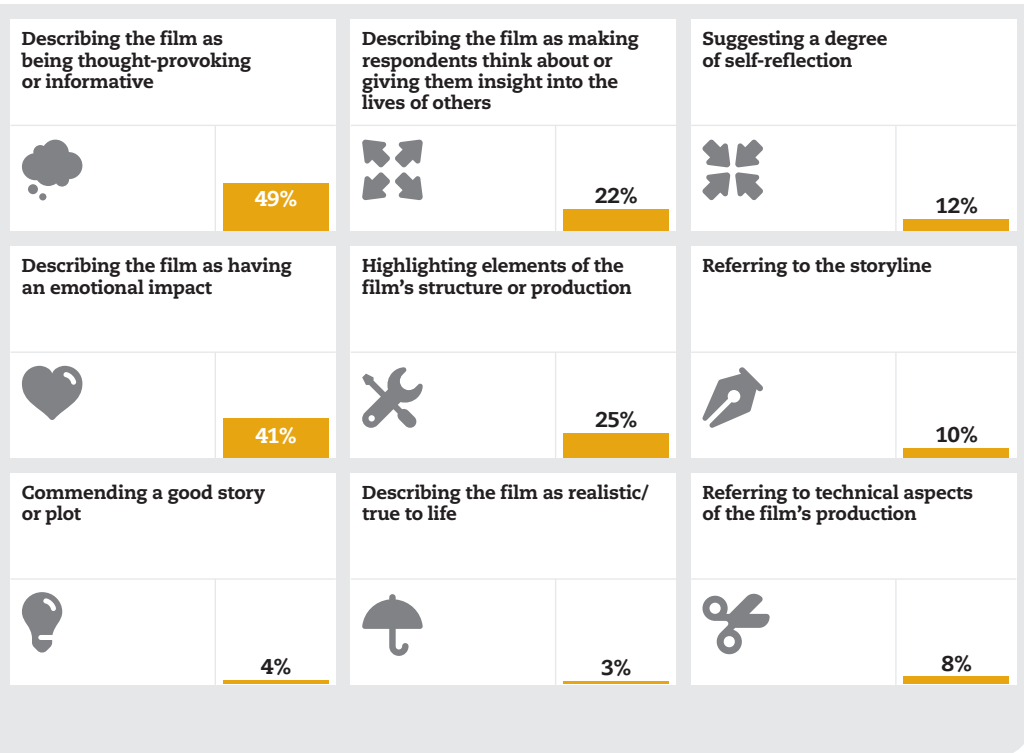 Describing the film as
being thought-provoking
or informative
49%
Describing the film as making
respondents think about or
giving them insight into the
lives of others
22%
Suggesting a degree
of self-reflection
12%
Describing the film as having
an emotional impact
41%
Highlighting elements of the
film’s structure or production
25%
Referring to the storyline
10%
Commending a good story
or plot
4%
Describing the film as realistic/
true to life
3%
Referring to technical aspects
of the film’s production
8%